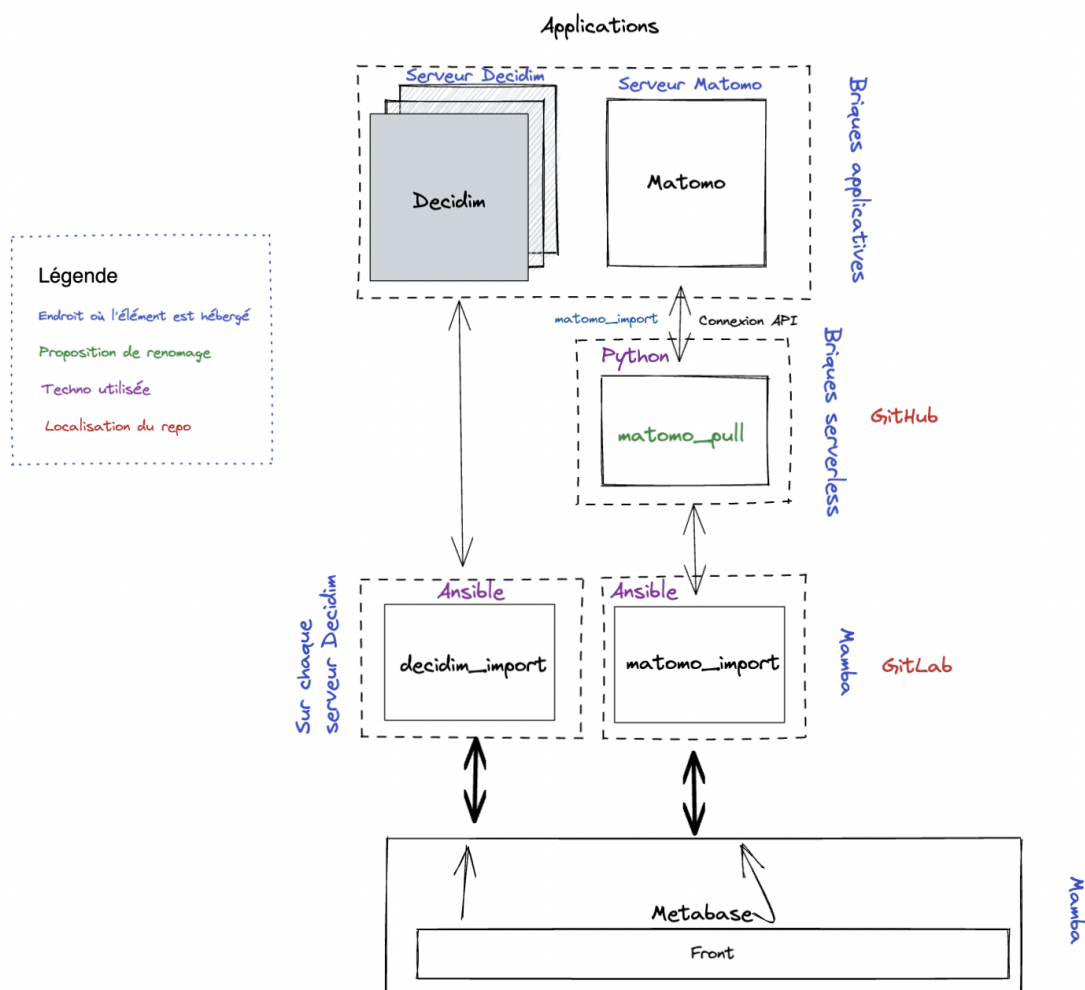 Applications
Serveur Decidim
Serveur Matomo
Briques applicatives
Decidim
Matomo
Légende
Endroit où l'élément est hébergé
Proposition de renomage
Techno utilisée
Localisation du repo
matomo_import
Connexion API
Python
matomo_pull
Briques serverless
GitHub
Sur chaque
serveur Decidim
Ansible
decidim_import
Ansible
matomo_import
Mamba
GitLab
Metabase
Front
Mamba